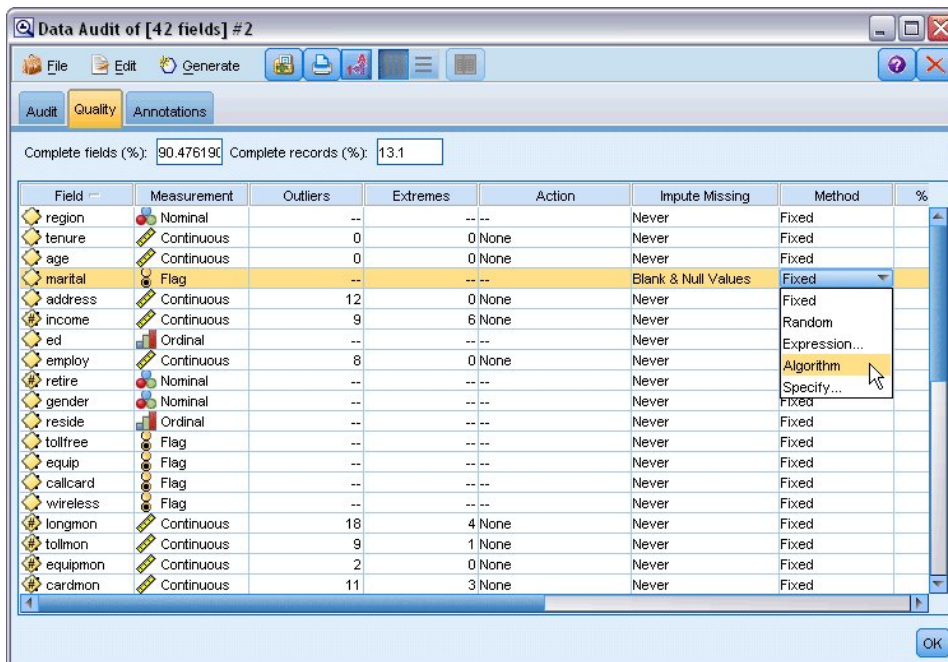 Data Audit of [42 fields] #2
File Edit Generate
Audit Quality Annotations
Complete fields (%): 90.476190 Complete records (%): 13.1
Field Measurement Outliers Extremes Action Impute Missing Method %
region Nominal -- -- -- Never Fixed
tenure Continuous 0 0 None Never Fixed
age Continuous 0 0 None Never Fixed
marital Flag -- -- -- Blank & Null Values Fixed
address Continuous 12 0 None Never Fixed
income Continuous 9 6 None Never Random
ed Ordinal -- -- -- Never Expression...
employ Continuous 8 0 None Never Algorithm
retire Nominal -- -- -- Never Specify...
gender Nominal -- -- -- Never Fixed
reside Ordinal -- -- -- Never Fixed
tollfree Flag -- -- -- Never Fixed
equip Flag -- -- -- Never Fixed
callcard Flag -- -- -- Never Fixed
wireless Flag -- -- -- Never Fixed
longmon Continuous 18 4 None Never Fixed
tollmon Continuous 9 1 None Never Fixed
equipmon Continuous 2 0 None Never Fixed
cardmon Continuous 11 3 None Never Fixed
OK